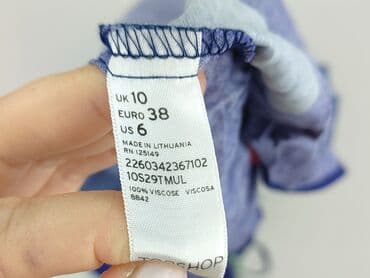 UK 10
EURO 38
US 6
MADE IN LITHUANIA
RN-125149
2260342367102
10S29TMUL
100% VISCOSE VISCOSA
8842
TOPSHOP